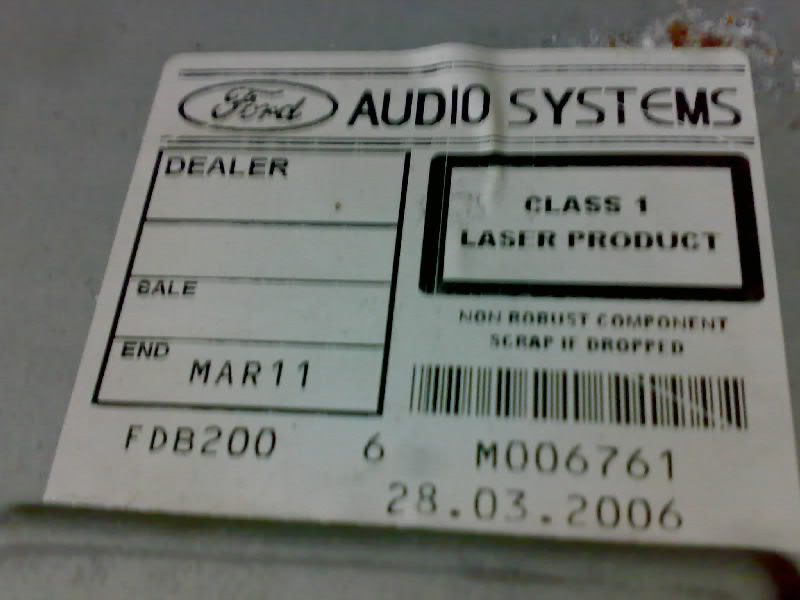 Ford AUDIO SYSTEMS
DEALER
SALE
END MAR11
CLASS 1
LASER PRODUCT
NON ROBUST COMPONENT
SCRAP IF DROPPED
FDB200 6 M006761
28.03.2006